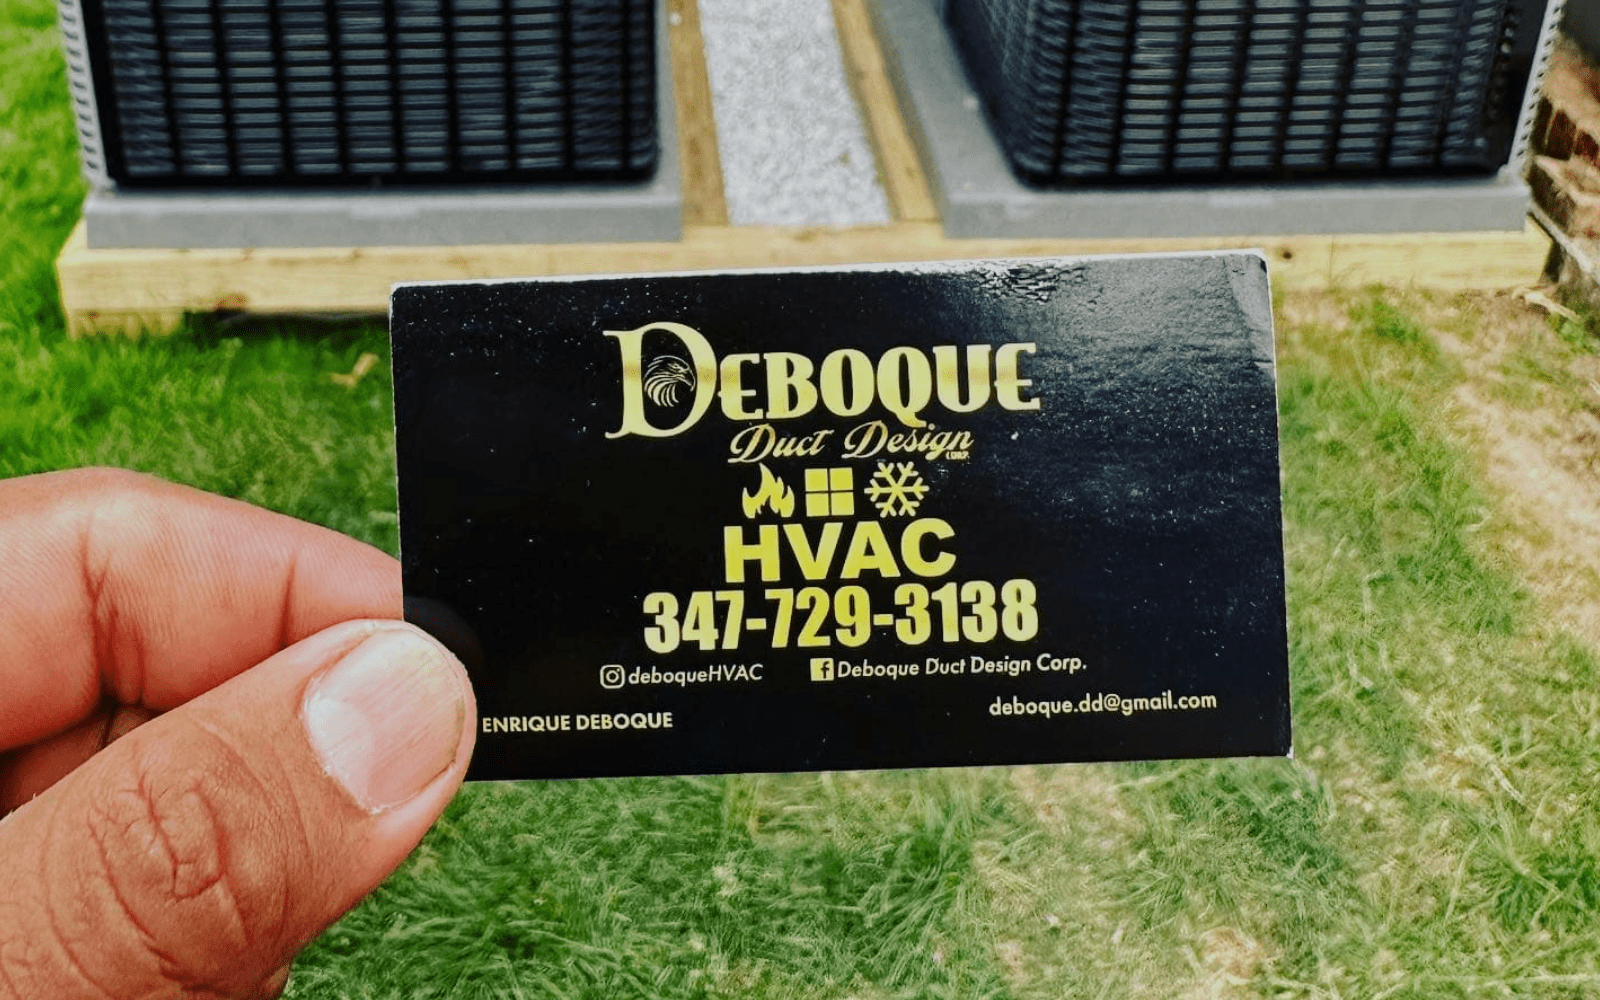 DEBOQUE
Duct Design
CORP.
HVAC
347-729-3138
deboqueHVAC Deboque Duct Design Corp.
deboque.dd@gmail.com
ENRIQUE DEBOQUE